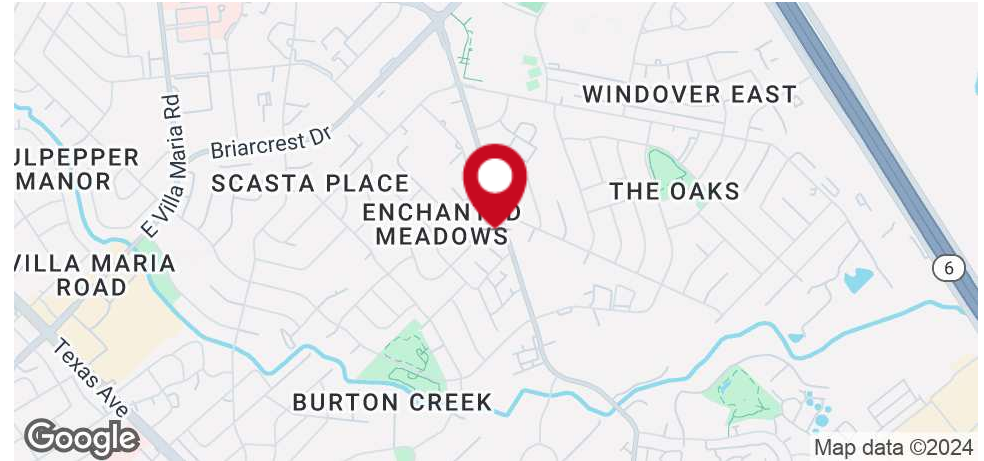 WINDOVER EAST
E Villa Maria Rd
Briarcrest Dr
ULPEPPER
MANOR
SCASTA PLACE
THE OAKS
ENCHANTED
MEADOWS
VILLA MARIA
ROAD
6
Texas Ave
BURTON CREEK
Google
Map data ©2024